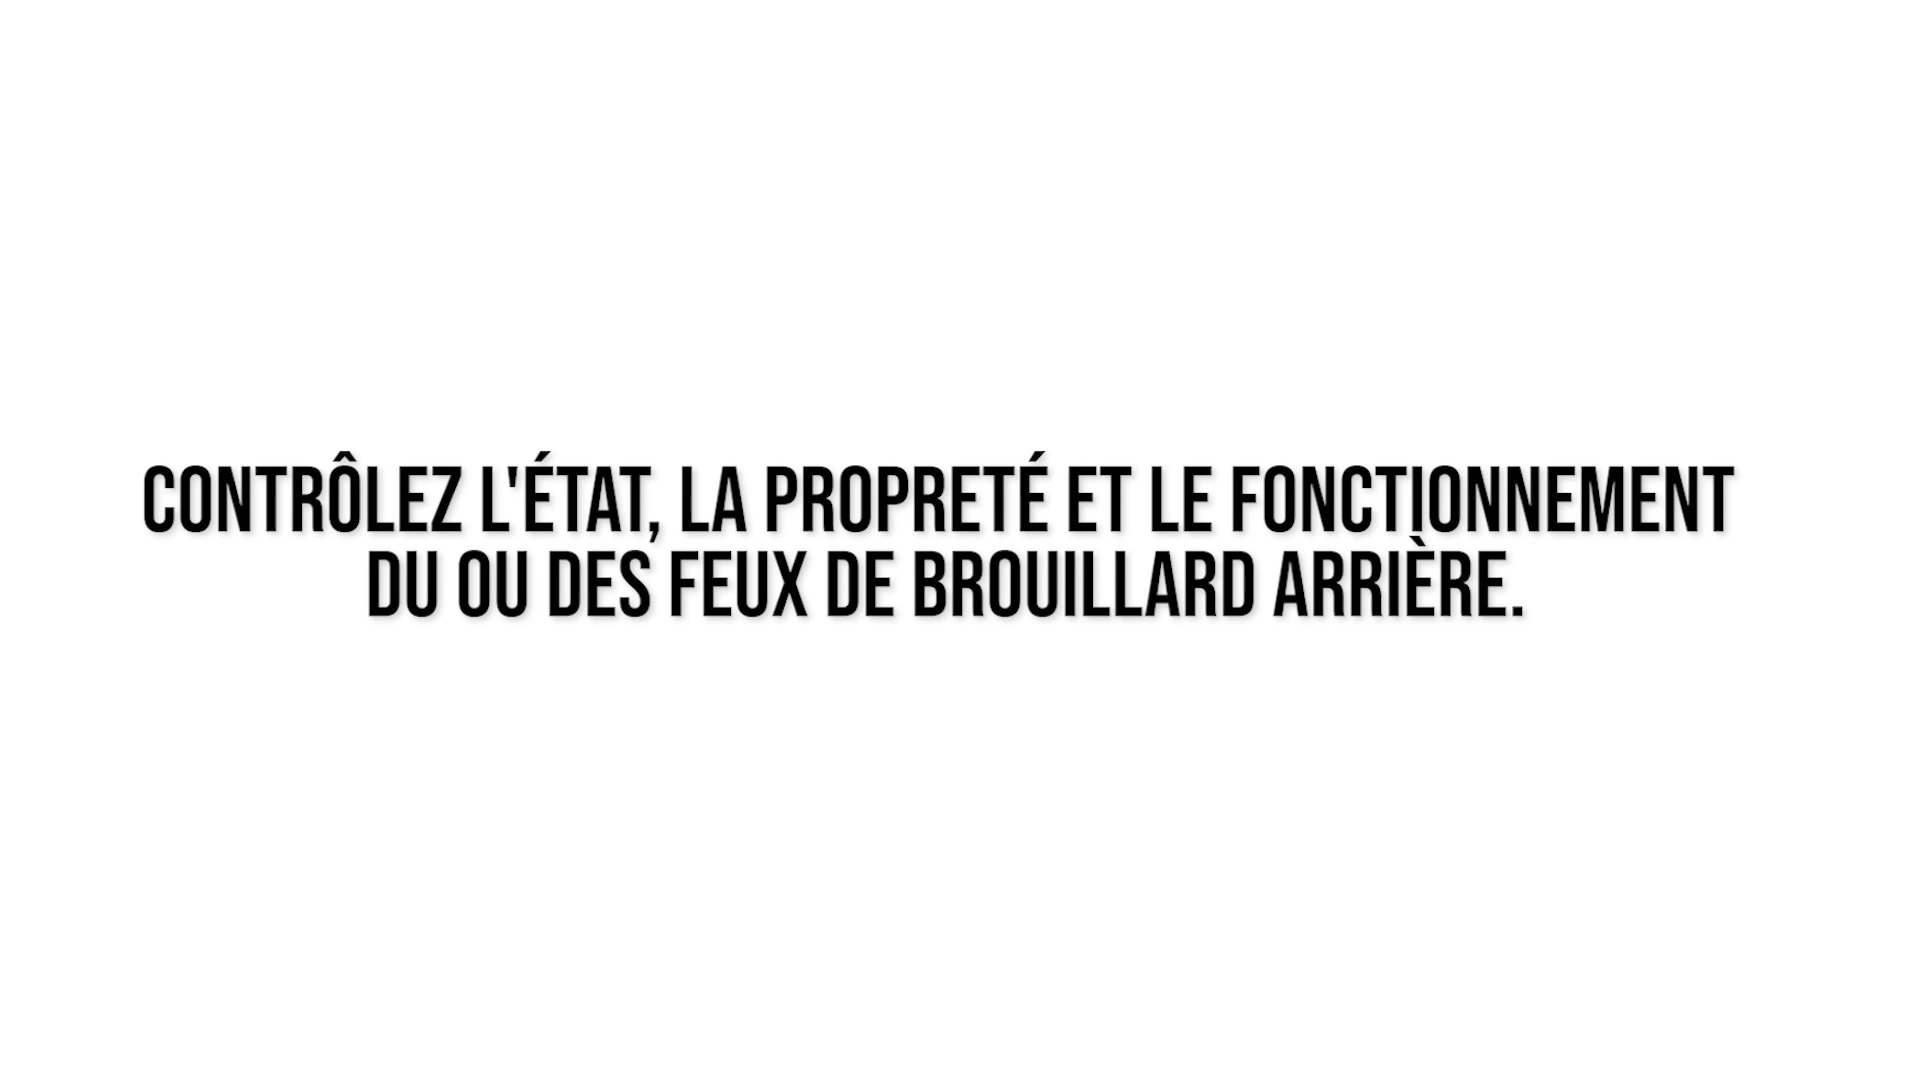 CONTRÔLEZ L'ÉTAT, LA PROPRETÉ ET LE FONCTIONNEMENT
DU OU DES FEUX DE BROUILLARD ARRIÈRE.